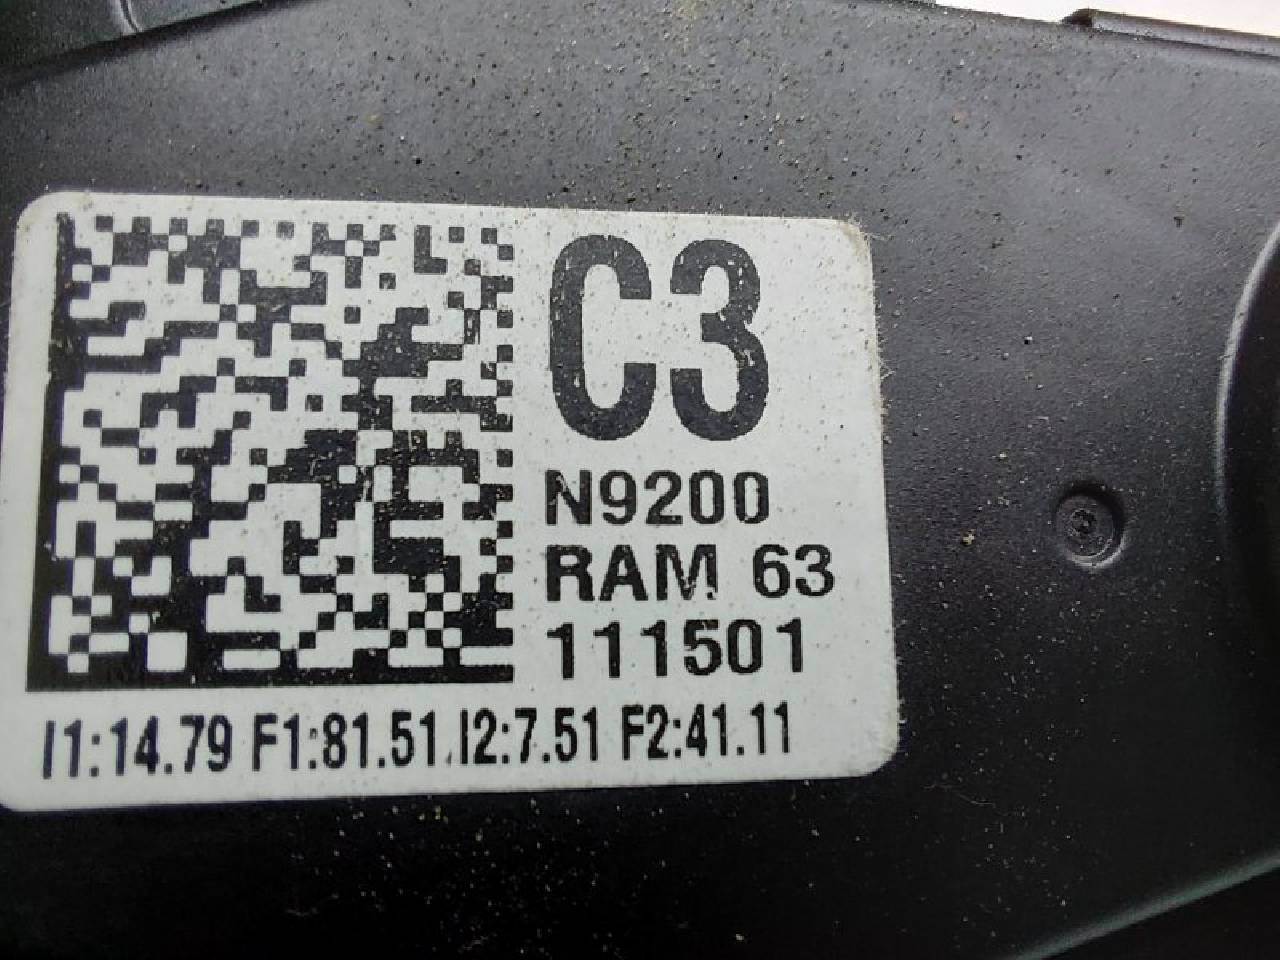 C3
N9200
RAM 63
111501
I1:14.79 F1:81.51 I2:7.51 F2:41.11